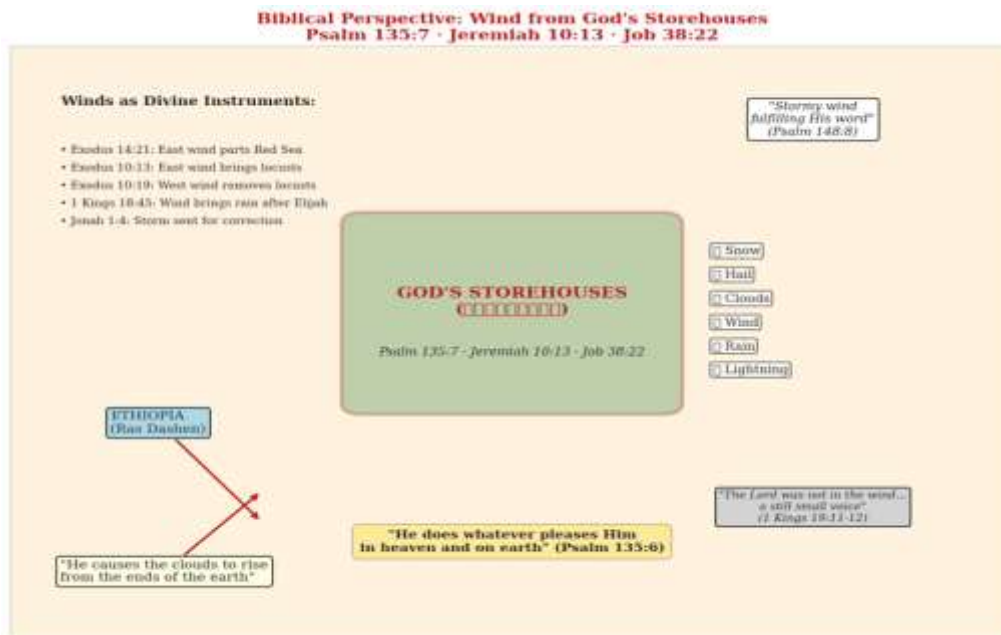 Biblical Perspective: Wind from God's Storehouses
Psalm 135:7 · Jeremiah 10:13 · Job 38:22
Winds as Divine Instruments:
• Exodus 14:21: East wind parts Red Sea
• Exodus 10:13: East wind brings locusts
• Exodus 10:19: West wind removes locusts
• 1 Kings 18:45: Wind brings rain after Elijah
• Jonah 1-4: Storm sent for correction
"Stormy wind
fulfilling His word"
(Psalm 148:8)
GOD'S STOREHOUSES
Psalm 135:7 · Jeremiah 10:13 · Job 38:22
Snow
Hail
Clouds
Wind
Rain
Lightning
ETHIOPIA
(Ras Dashen)
"He causes the clouds to rise
from the ends of the earth"
"He does whatever pleases Him
in heaven and on earth" (Psalm 135:6)
"The Lord was not in the wind...
a still small voice"
(1 Kings 19:11-12)